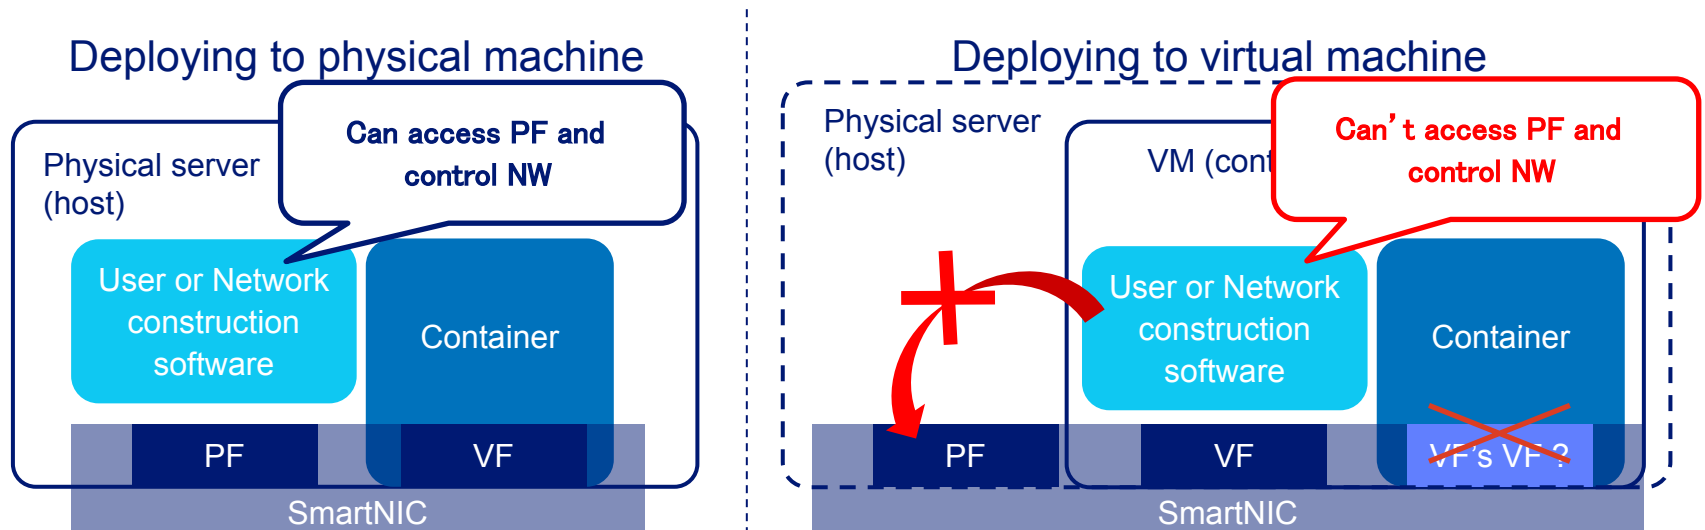 Deploying to physical machine
Can access PF and
control NW
Physical server
(host)
User or Network
construction
software
Container
PF
VF
SmartNIC
Deploying to virtual machine
Physical server
(host)
VM (cont
Can't access PF and
control NW
User or Network
construction
software
Container
PF
VF
VF's VF ?
SmartNIC